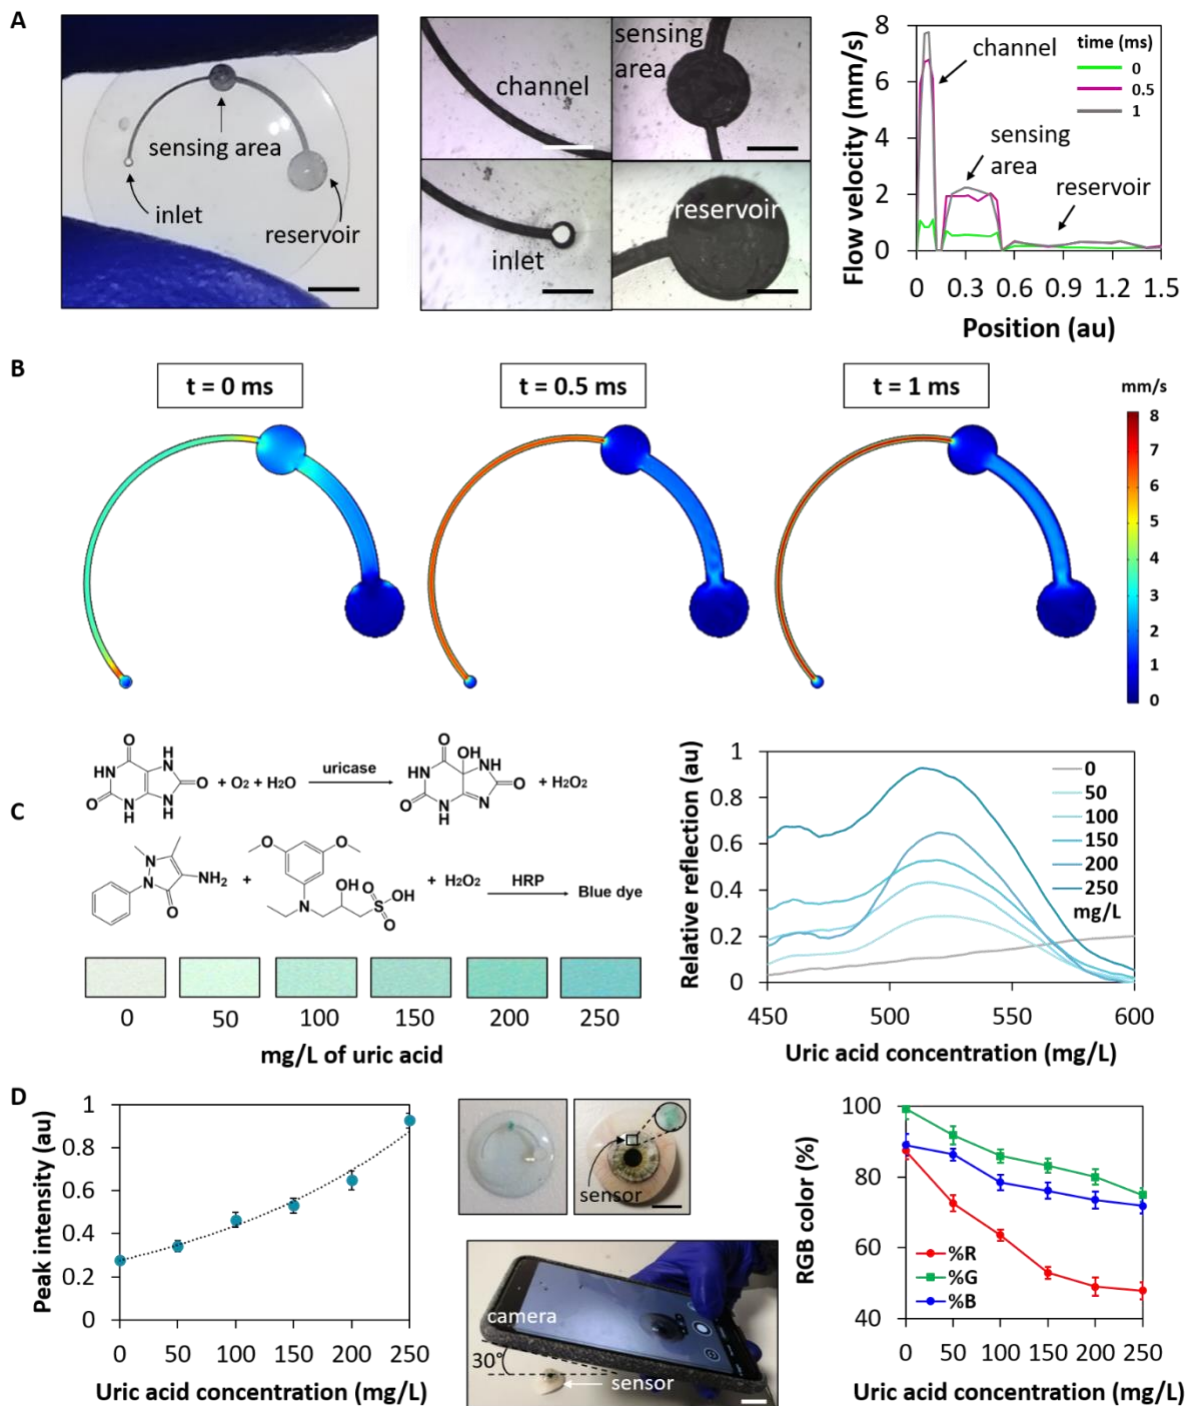 A
sensing area
inlet
reservoir
channel
sensing
area
inlet
reservoir
Flow velocity (mm/s)
8
6
4
2
0
0 0.3 0.6 0.9 1.2 1.5
Position (au)
channel
sensing
area
reservoir
time (ms)
0
0.5
1
B
t = 0 ms
t = 0.5 ms
t = 1 ms
mm/s
8
7
6
5
4
3
2
1
0
C
O H
HN N
O
O N N
H H
+ O2 + H2O
uricase
O OH
HN NH
O
O N N
H
+ H2O2
N
N
NH2
O
+
O O
N
OH O
S OH
O
+ H2O2
HRP
Blue dye
0 50 100 150 200 250
mg/L of uric acid
Relative reflection (au)
1
0.8
0.6
0.4
0.2
0
450 500 550 600
Uric acid concentration (mg/L)
0
50
100
150
200
250
mg/L
D
Peak intensity (au)
1
0.8
0.6
0.4
0.2
0
0 50 100 150 200 250
Uric acid concentration (mg/L)
sensor
camera
30°
sensor
RGB color (%)
100
80
60
40
%R
%G
%B
0 50 100 150 200 250
Uric acid concentration (mg/L)